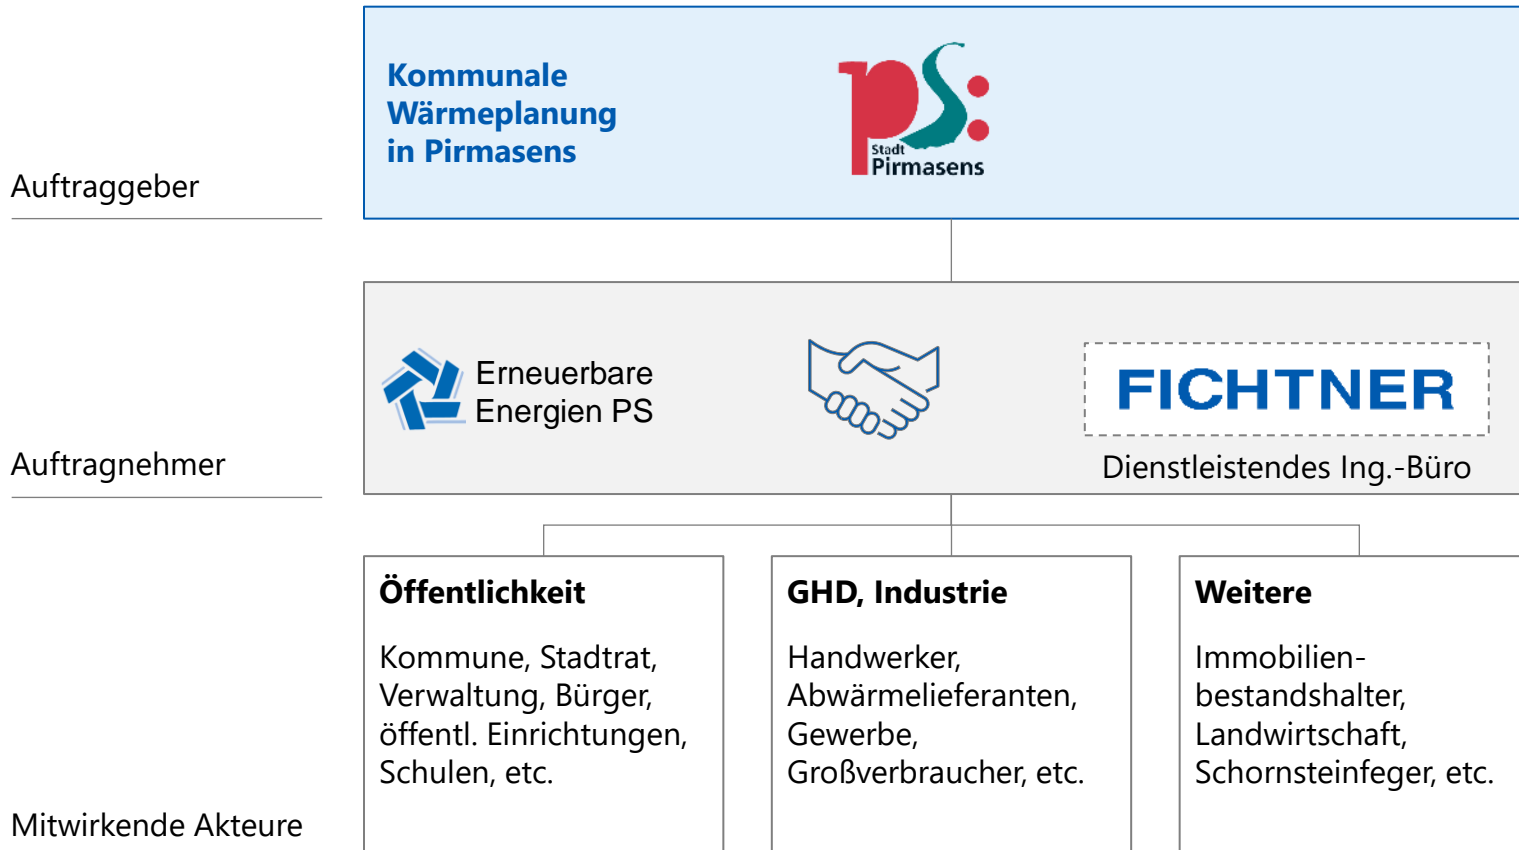 Kommunale
Wärmeplanung
in Pirmasens
ps:
Stadt
Pirmasens
Auftraggeber
Erneuerbare
Energien PS
FICHTNER
Dienstleistendes Ing.-Büro
Auftragnehmer
Öffentlichkeit
Kommune, Stadtrat,
Verwaltung, Bürger,
öffentl. Einrichtungen,
Schulen, etc.
GHD, Industrie
Handwerker,
Abwärmelieferanten,
Gewerbe,
Großverbraucher, etc.
Weitere
Immobilien-
bestandshalter,
Landwirtschaft,
Schornsteinfeger, etc.
Mitwirkende Akteure